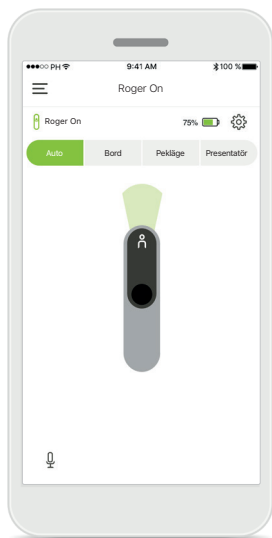 ●●●○○ PH 9:41 AM 100 %
Roger On
Roger On 75%
Auto Bord Pekläge Presentatör